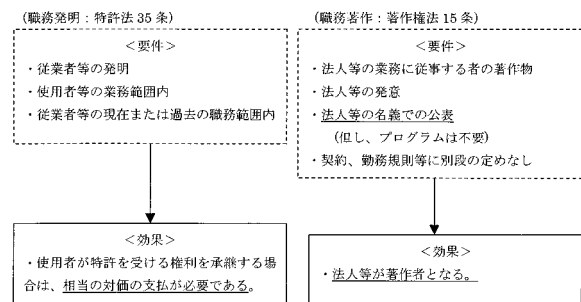 (職務発明：特許法 35 条)
＜要件＞
・従業者等の発明
・使用者等の業務範囲内
・従業者等の現在または過去の職務範囲内
＜効果＞
・使用者が特許を受ける権利を承継する場
合は、相当の対価の支払が必要である。
(職務著作：著作権法 15 条)
＜要件＞
・法人等の業務に従事する者の著作物
・法人等の発意
・法人等の名義での公表
(但し、プログラムは不要)
・契約、勤務規則等に別段の定めなし
＜効果＞
・法人等が著作者となる。